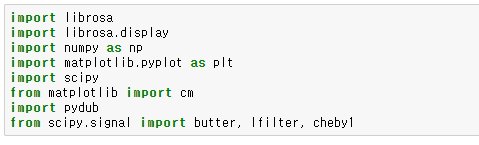 import librosa
import librosa.display
import numpy as np
import matplotlib.pyplot as plt
import scipy
from matplotlib import cm
import pydub
from scipy.signal import butter, lfilter, cheby1